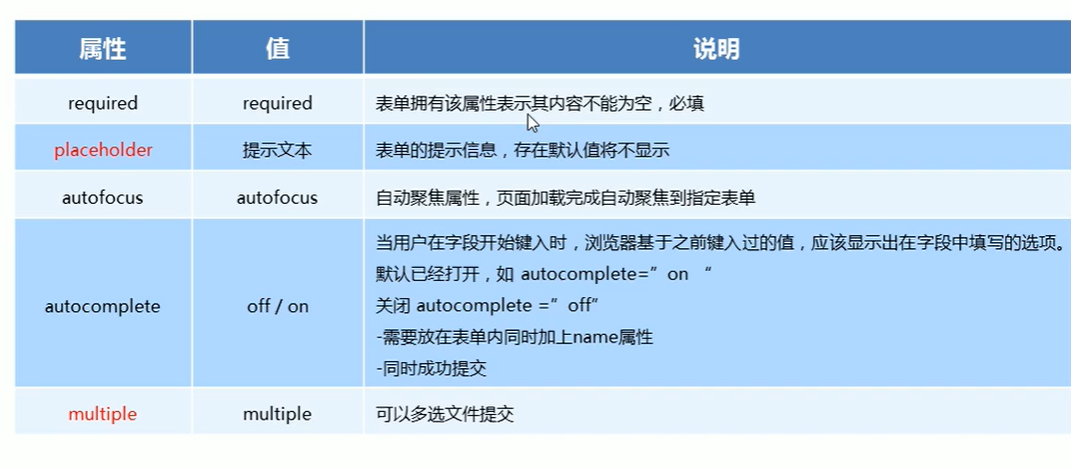 属性 值 说明
required required 表单拥有该属性表示其内容不能为空，必填
placeholder 提示文本 表单的提示信息，存在默认值将不显示
autofocus autofocus 自动聚焦属性，页面加载完成自动聚焦到指定表单
autocomplete off / on 当用户在字段开始键入时，浏览器基于之前键入过的值，应该显示出在字段中填写的选项。
默认已经打开，如 autocomplete=”on “
关闭 autocomplete =”off”
-需要放在表单内同时加上name属性
-同时成功提交
multiple multiple 可以多选文件提交